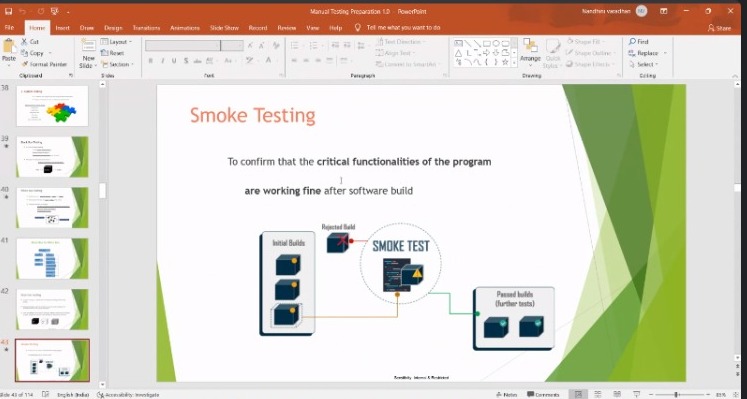 Manual Testing Preparation 1.0 - PowerPoint
Nandhini varadhan
File Home Insert Draw Design Transitions Animations Slide Show Record Review View Help Tell me what you want to do
Share
Paste
Cut
Copy
Format Painter
Clipboard
New
Slide
Layout
Reset
Section
Slides
Font
Text Direction
Align Text
Convert to SmartArt
Paragraph
Arrange
Quick
Styles
Shape Fill
Shape Outline
Shape Effects
Drawing
Find
Replace
Select
Editing
38
39
40
41
42
43
Smoke Testing
To confirm that the critical functionalities of the program
are working fine after software build
Initial Builds
Rejected Build
SMOKE TEST
Passed builds
(further tests)
Sensitivity: Internal & Restricted
Slide 43 of 114 English (India) Accessibility: Investigate
Notes Comments